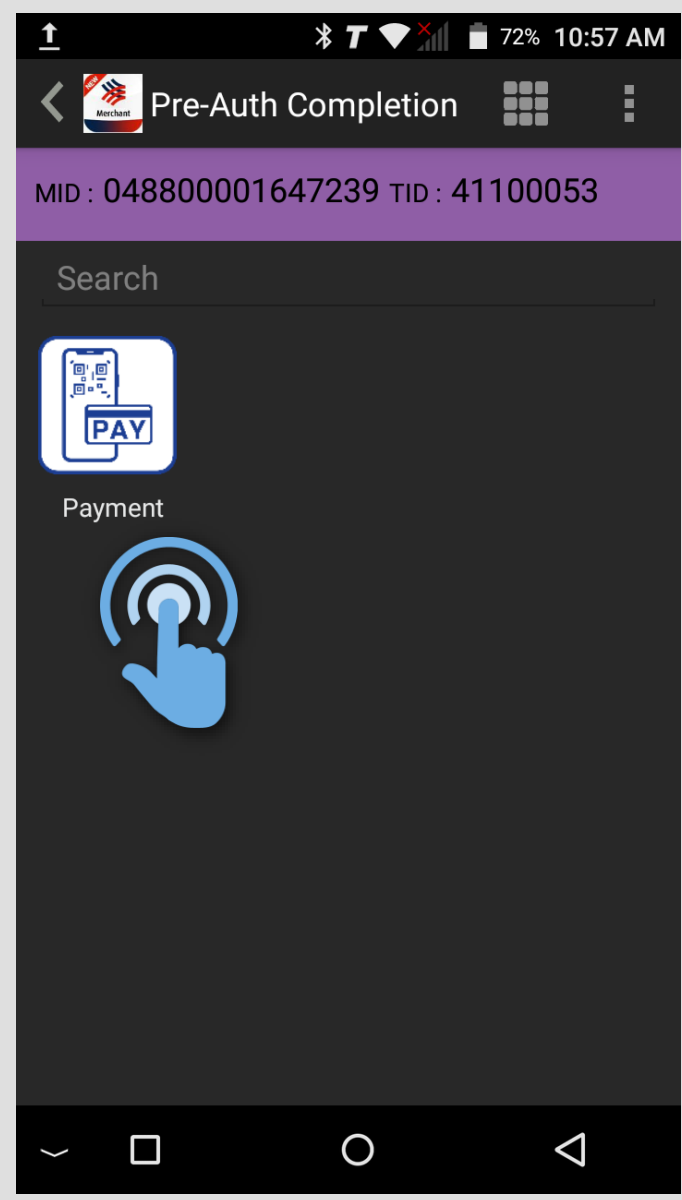 T 72% 10:57 AM
NEW
Merchant
Pre-Auth Completion
MID : 048800001647239 TID : 41100053
Search
PAY
Payment